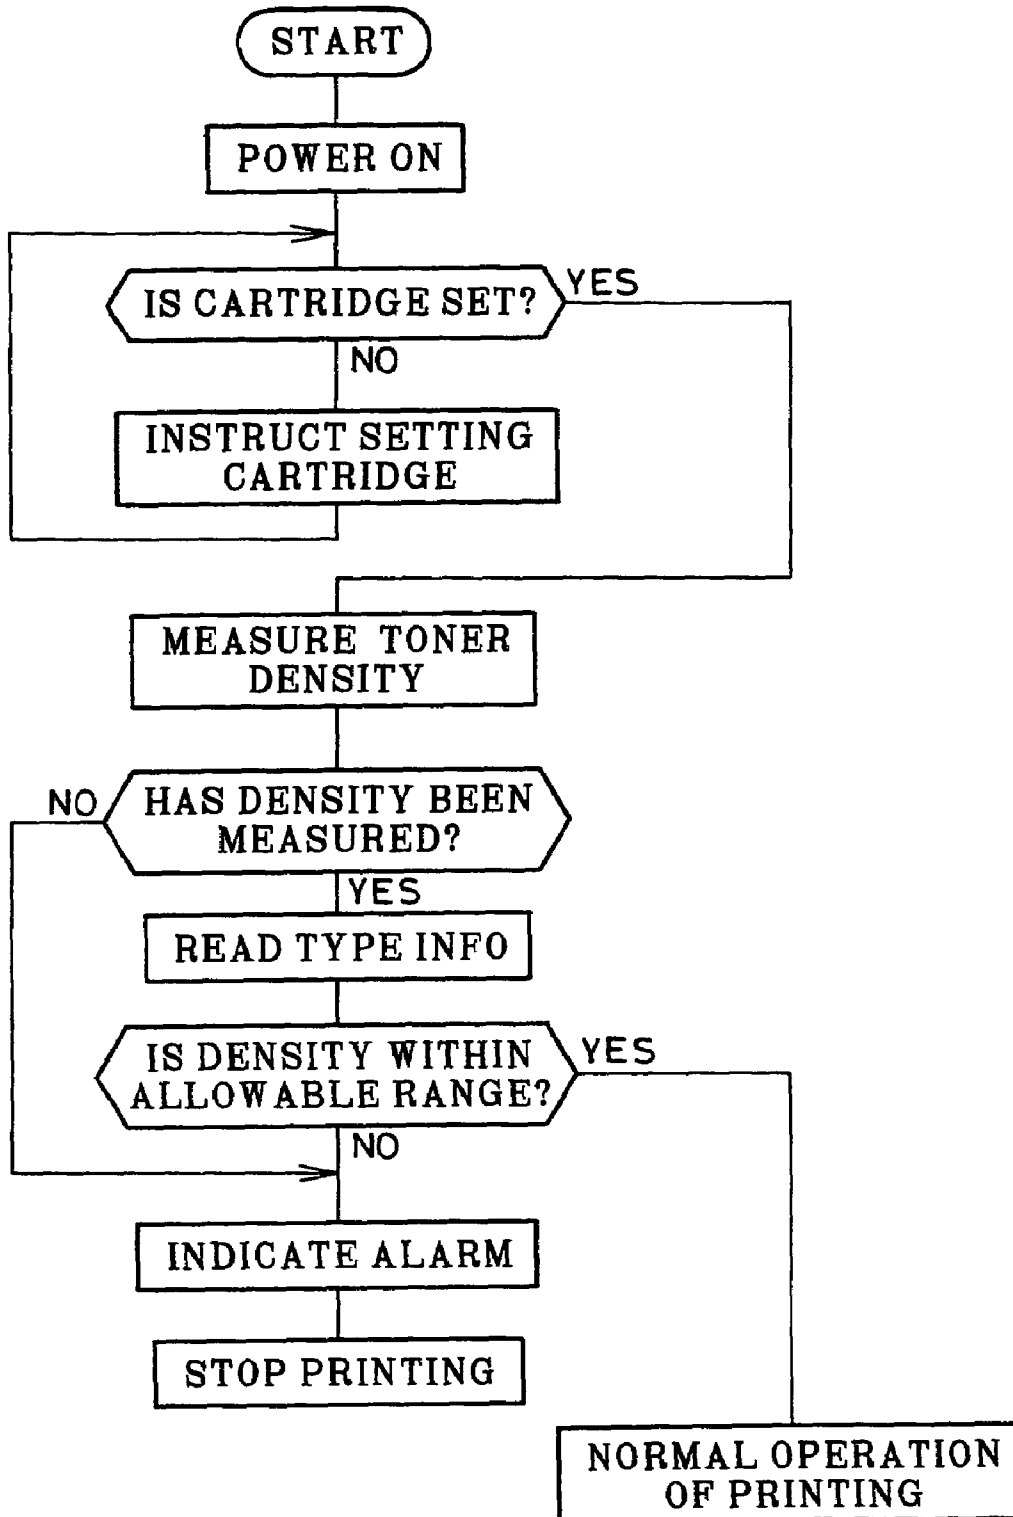 START
POWER ON
IS CARTRIDGE SET?
YES
NO
INSTRUCT SETTING
CARTRIDGE
MEASURE TONER
DENSITY
NO
HAS DENSITY BEEN
MEASURED?
YES
READ TYPE INFO
IS DENSITY WITHIN
ALLOWABLE RANGE?
YES
NO
INDICATE ALARM
STOP PRINTING
NORMAL OPERATION
OF PRINTING